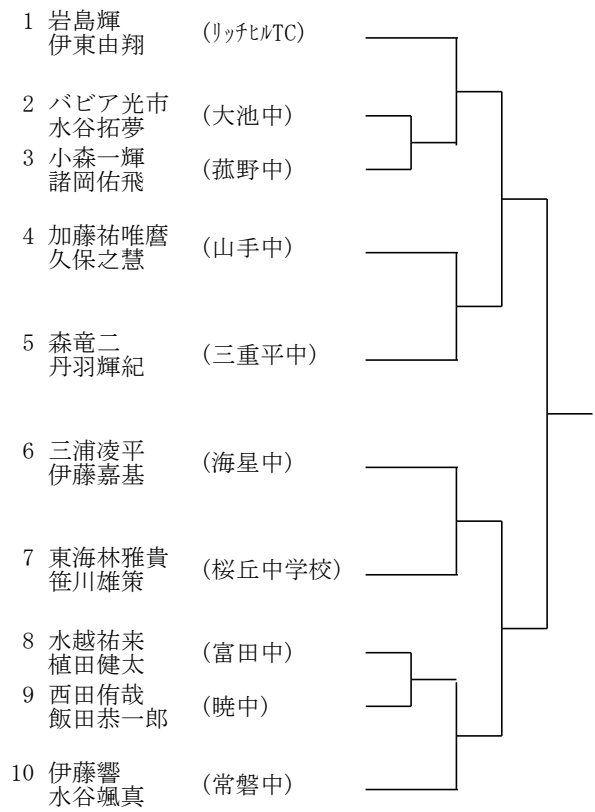 1 岩島輝 (リッチヒルTC)
伊東由翔
2 バビア光市 (大池中)
水谷拓夢
3 小森一輝 (菰野中)
諸岡佑飛
4 加藤祐唯麿 (山手中)
久保之慧
5 森竜二 (三重平中)
丹羽輝紀
6 三浦凌平 (海星中)
伊藤嘉基
7 東海林雅貴 (桜丘中学校)
笹川雄策
8 水越祐来 (富田中)
植田健太
9 西田侑哉 (暁中)
飯田恭一郎
10 伊藤響 (常磐中)
水谷颯真